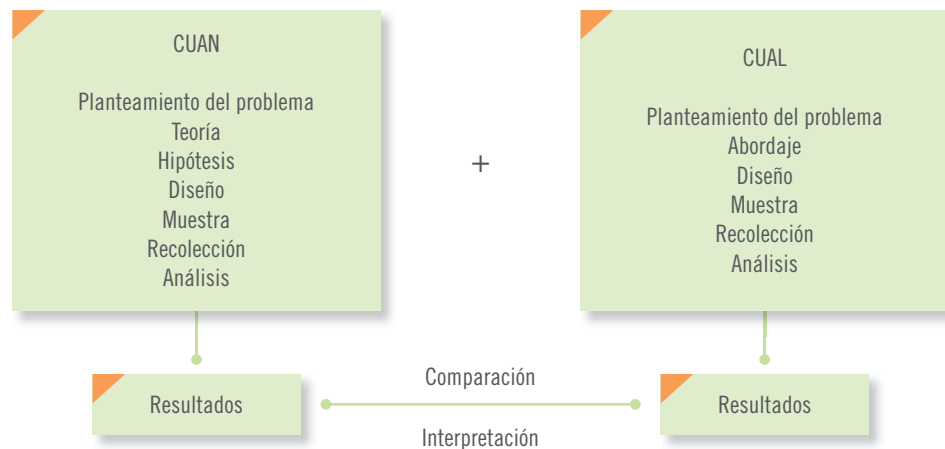 CUAN
Planteamiento del problema
Teoría
Hipótesis
Diseño
Muestra
Recolección
Análisis
+
CUAL
Planteamiento del problema
Abordaje
Diseño
Muestra
Recolección
Análisis
Resultados
Comparación
Interpretación
Resultados